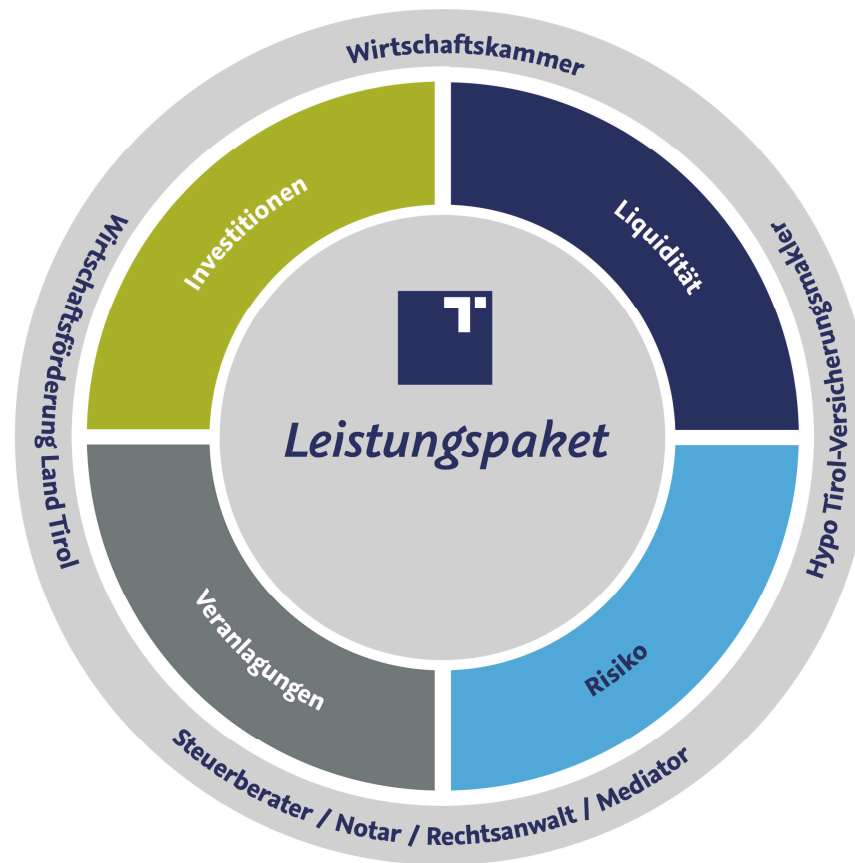 Wirtschaftskammer
Investitionen
Liquidität
Wirtschaftsförderung Land Tirol
Hypo Tirol-Versicherungsmakler
Leistungspaket
Veranlagungen
Risiko
Steuerberater / Notar / Rechtsanwalt / Mediator